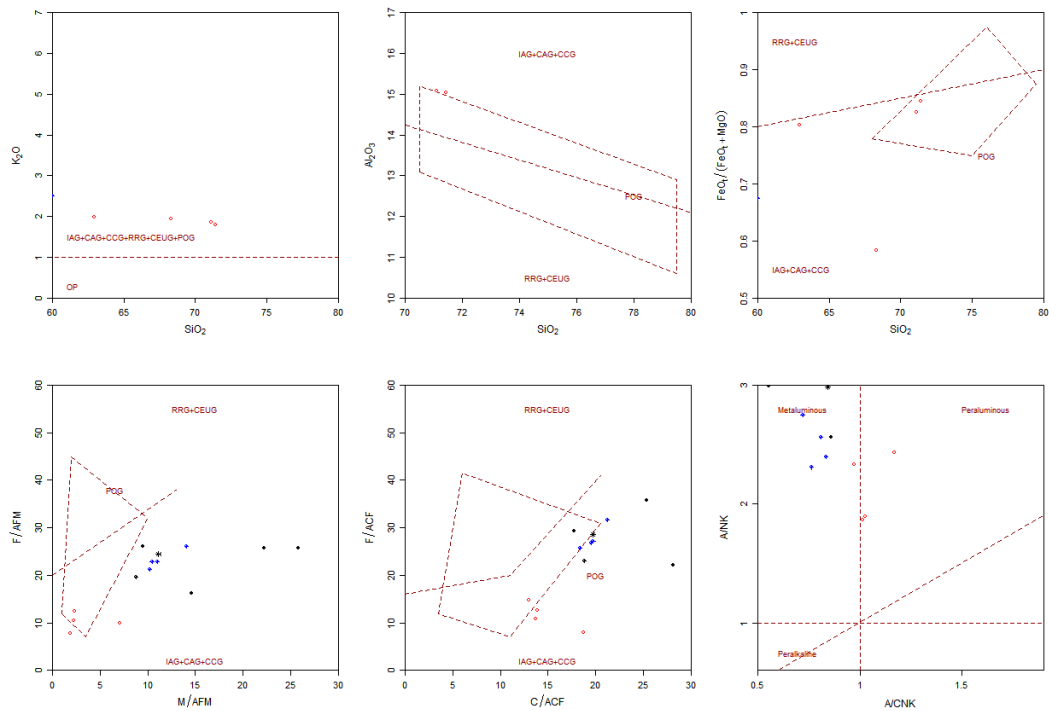 7
6
5
4
3
2
1
0
K₂O
IAG+CAG+CCG+RRG+CEUG+POG
OP
60
65
70
75
80
SiO₂
17
16
15
14
13
12
11
10
Al₂O₃
IAG+CAG+CCG
POG
RRG+CEUG
70
72
74
76
78
80
SiO₂
1
0.9
0.8
0.7
0.6
0.5
FeOₜ/(FeOₜ+MgO)
RRG+CEUG
POG
IAG+CAG+CCG
60
65
70
75
80
SiO₂
60
50
40
30
20
10
0
F/AFM
RRG+CEUG
POG
IAG+CAG+CCG
0
5
10
15
20
25
30
M/AFM
60
50
40
30
20
10
0
F/ACF
RRG+CEUG
POG
IAG+CAG+CCG
0
5
10
15
20
25
30
C/ACF
3
2
1
A/NK
Metaluminous
Peraluminous
Peralkaline
0.5
1
1.5
A/CNK